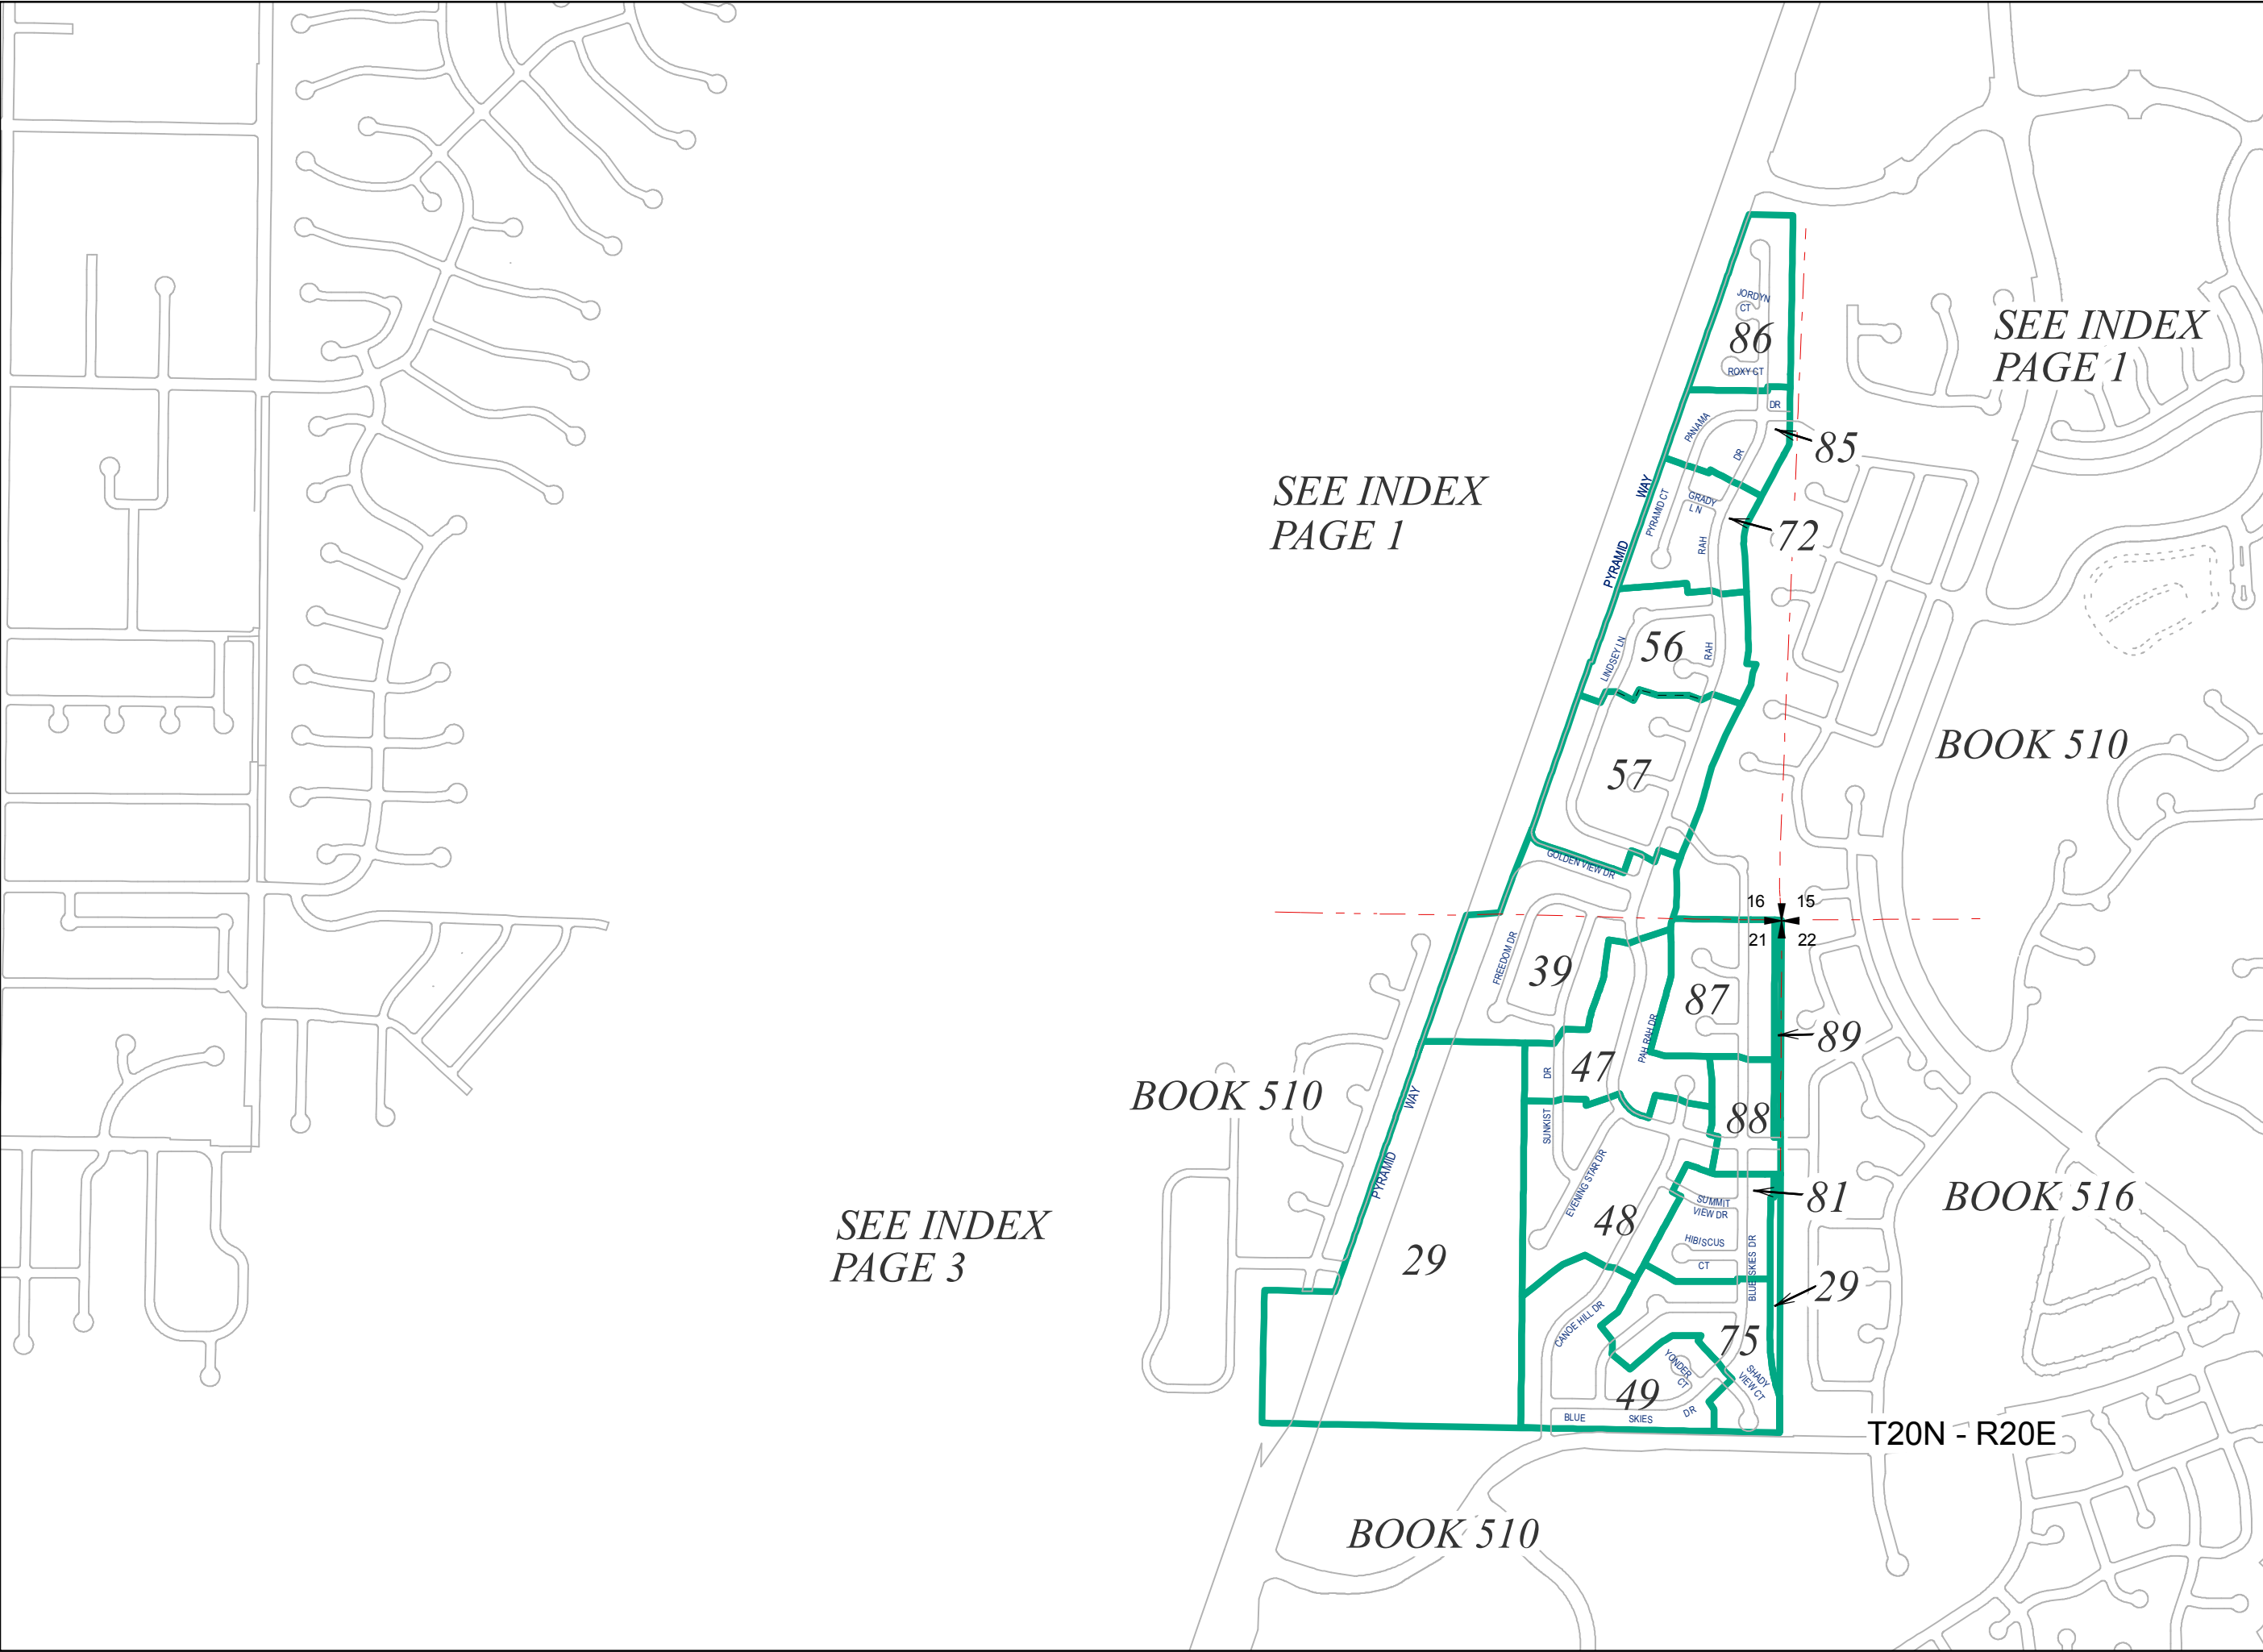 JORDYN
CT
86
ROXY CT
SEE INDEX
PAGE 1
DR
PANAMA
85
DR
SEE INDEX
PAGE 1
WAY
PYRAMID CT
GRADY
LN
72
RAH
PYRAMID
56
LINDSEY LN
RAH
BOOK 510
57
GOLDEN VIEW DR
16
15
21
22
FREEDOM DR
39
87
89
PAH RAH DR
47
DR
BOOK 510
WAY
SUNKIST
88
PYRAMID
EVENING STAR DR
81
BOOK 516
SUMMIT
VIEW DR
48
SEE INDEX
PAGE 3
29
HIBISCUS
CT
BLUE SKIES DR
29
CANOE HILL DR
75
YONDER
CT
SHADY
VIEW CT
49
BLUE
SKIES
DR
T20N - R20E
BOOK 510